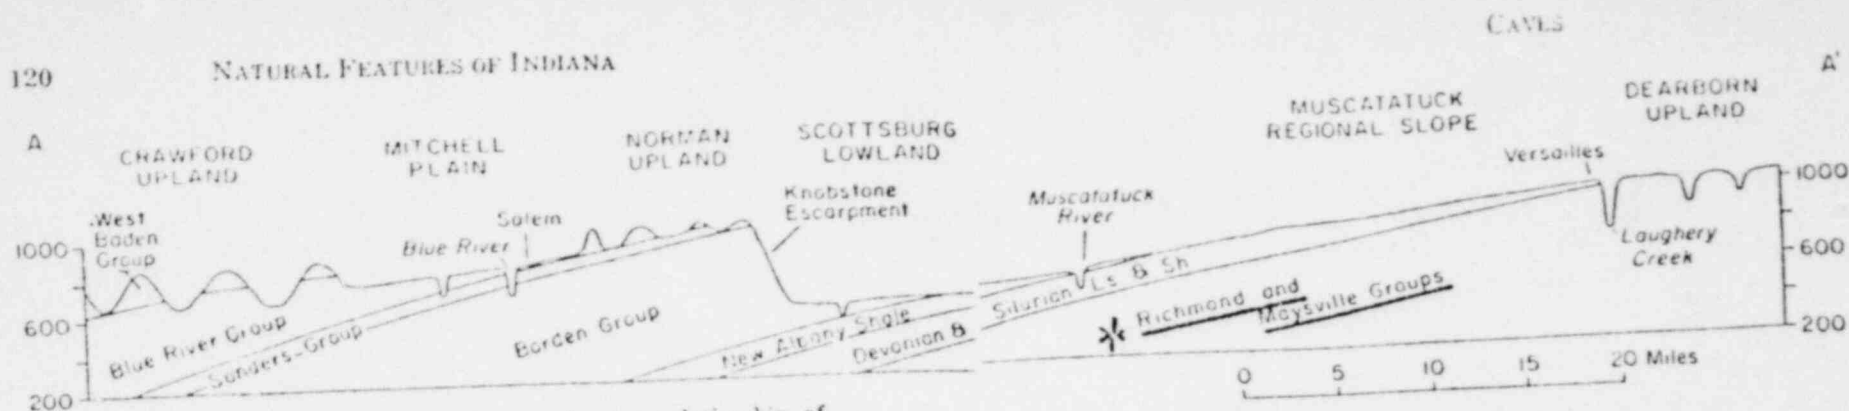 120
NATURAL FEATURES OF INDIANA
CAVES
A
A'
CRAWFORD
UPLAND
MITCHELL
PLAIN
NORMAN
UPLAND
SCOTTSBURG
LOWLAND
MUSCATATUCK
REGIONAL SLOPE
DEARBORN
UPLAND
West
Baden
Group
Blue River
Salem
Knobstone
Escarpment
Muscatatuck
River
Versailles
Laughery
Creek
1000
600
200
1000
600
200
Blue River Group
Sanders Group
Borden Group
New Albany Shale
Devonian & Silurian Ls & Sh
Richmond and
Maysville Groups
0 5 10 15 20 Miles
of